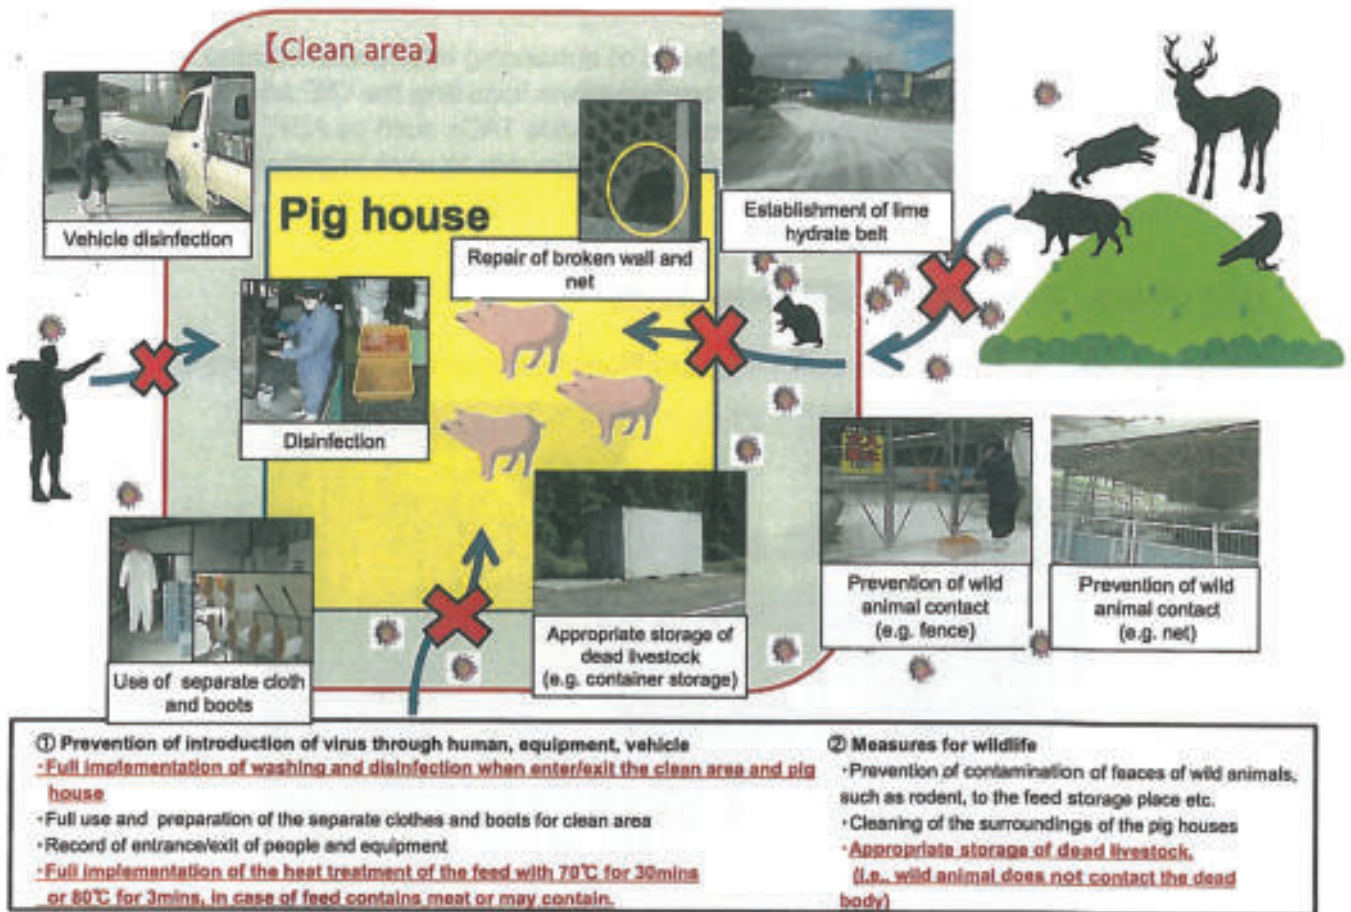 【Clean area】
Vehicle disinfection
Pig house
Repair of broken wall and
net
Establishment of lime
hydrate belt
Disinfection
Use of  separate cloth
and boots
Appropriate storage of
dead livestock
(e.g. container storage)
Prevention of wild
animal contact
(e.g. fence)
Prevention of wild
animal contact
(e.g. net)
① Prevention of introduction of virus through human, equipment, vehicle
・Full implementation of washing and disinfection when enter/exit the clean area and pig
house
・Full use and  preparation of the separate clothes and boots for clean area
・Record of entrance/exit of people and equipment
・Full implementation of the heat treatment of the feed with 70℃ for 30mins
or 80℃ for 3mins, in case of feed contains meat or may contain.
② Measures for wildlife
・Prevention of contamination of feaces of wild animals,
such as rodent, to the feed storage place etc.
・Cleaning of the surroundings of the pig houses
・Appropriate storage of dead livestock.
(i.e., wild animal does not contact the dead
body)